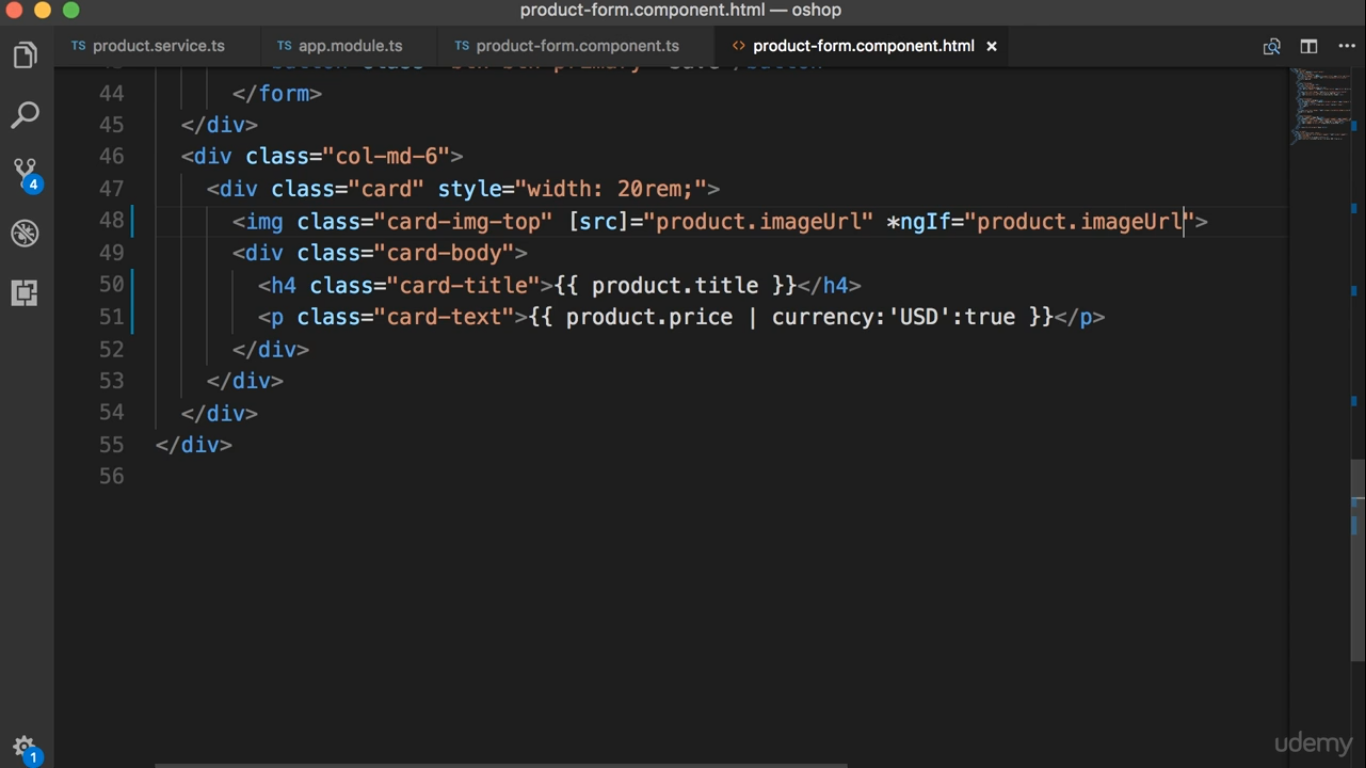 product-form.component.html — oshop
TS product.service.ts TS app.module.ts TS product-form.component.ts <> product-form.component.html ×
44 </form>
45 </div>
46 <div class="col-md-6">
47 <div class="card" style="width: 20rem;">
48 <img class="card-img-top" [src]="product.imageUrl" *ngIf="product.imageUrl">
49 <div class="card-body">
50 <h4 class="card-title">{{ product.title }}</h4>
51 <p class="card-text">{{ product.price | currency:'USD':true }}</p>
52 </div>
53 </div>
54 </div>
55 </div>
56
4
1
udemy